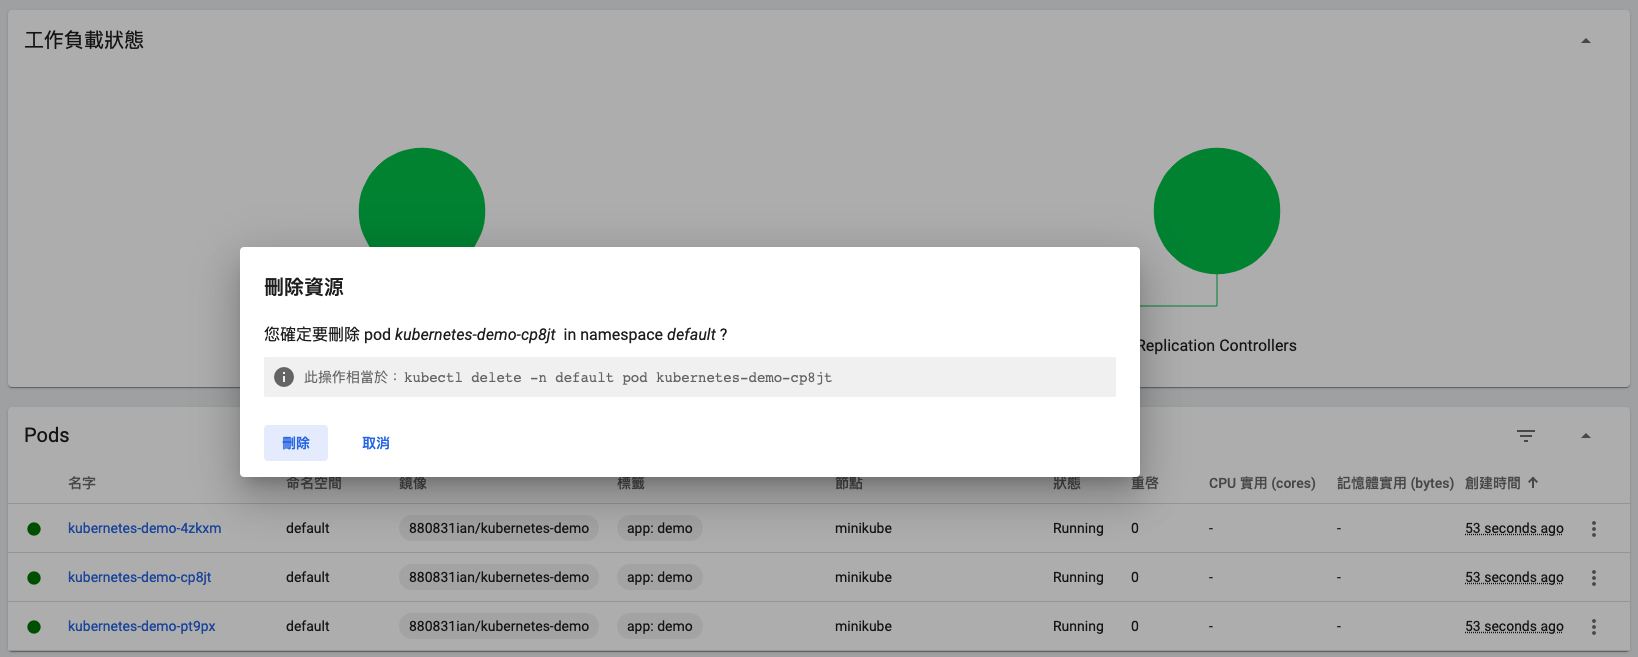 工作負載狀態
Replication Controllers
刪除資源
您確定要刪除 pod kubernetes-demo-cp8jt in namespace default ?
此操作相當於：kubectl delete -n default pod kubernetes-demo-cp8jt
刪除 取消
Pods
名字 命名空間 鏡像 標籤 節點 狀態 重啓 CPU 實用 (cores) 記憶體實用 (bytes) 創建時間
kubernetes-demo-4zkxm default 880831ian/kubernetes-demo app: demo minikube Running 0 - - 53 seconds ago
kubernetes-demo-cp8jt default 880831ian/kubernetes-demo app: demo minikube Running 0 - - 53 seconds ago
kubernetes-demo-pt9px default 880831ian/kubernetes-demo app: demo minikube Running 0 - - 53 seconds ago